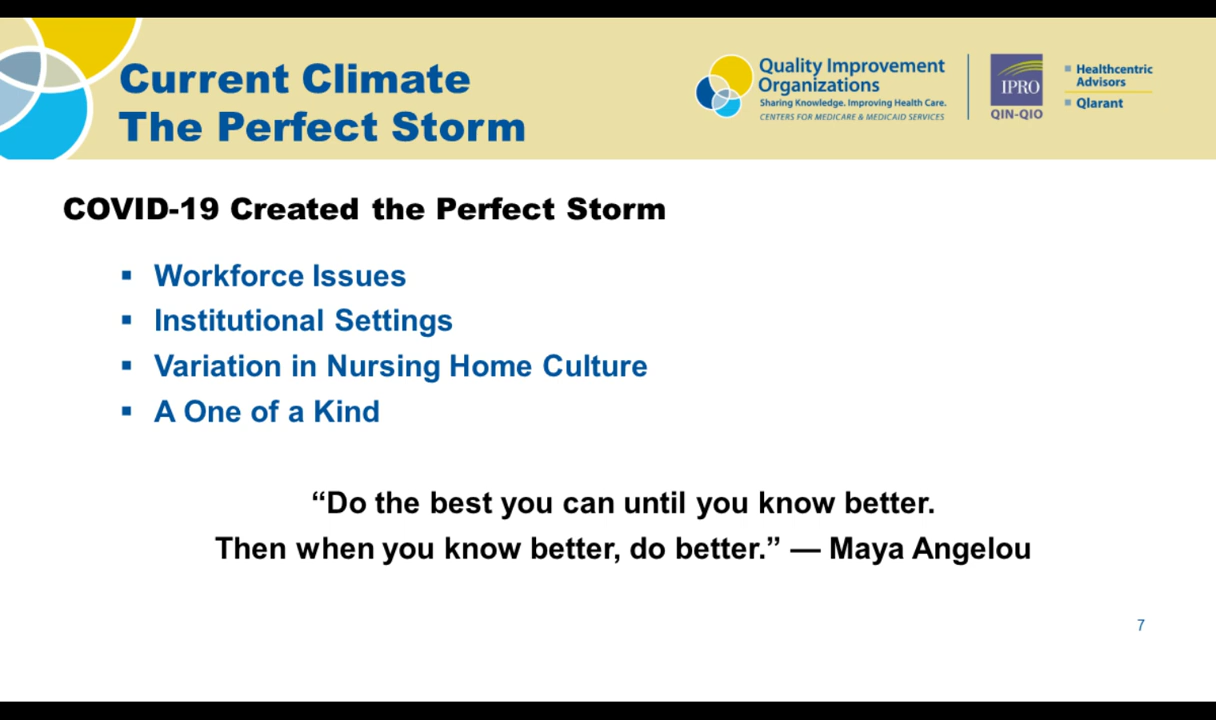 Current Climate
The Perfect Storm
Quality Improvement
Organizations
Sharing Knowledge. Improving Health Care.
CENTERS FOR MEDICARE & MEDICAID SERVICES
IPRO
QIN-QIO
▪ Healthcentric
Advisors
▪ Qlarant
COVID-19 Created the Perfect Storm
▪ Workforce Issues
▪ Institutional Settings
▪ Variation in Nursing Home Culture
▪ A One of a Kind
“Do the best you can until you know better.
Then when you know better, do better.” — Maya Angelou
7